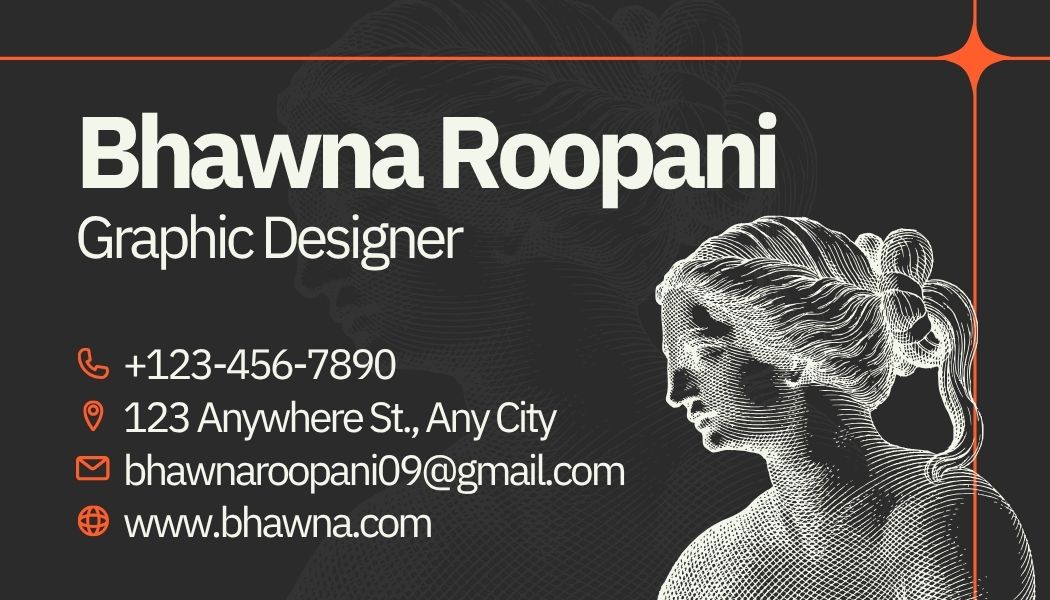 Bhawna Roopani
Graphic Designer
+123-456-7890
123 Anywhere St., Any City
bhawnaroopani09@gmail.com
www.bhawna.com